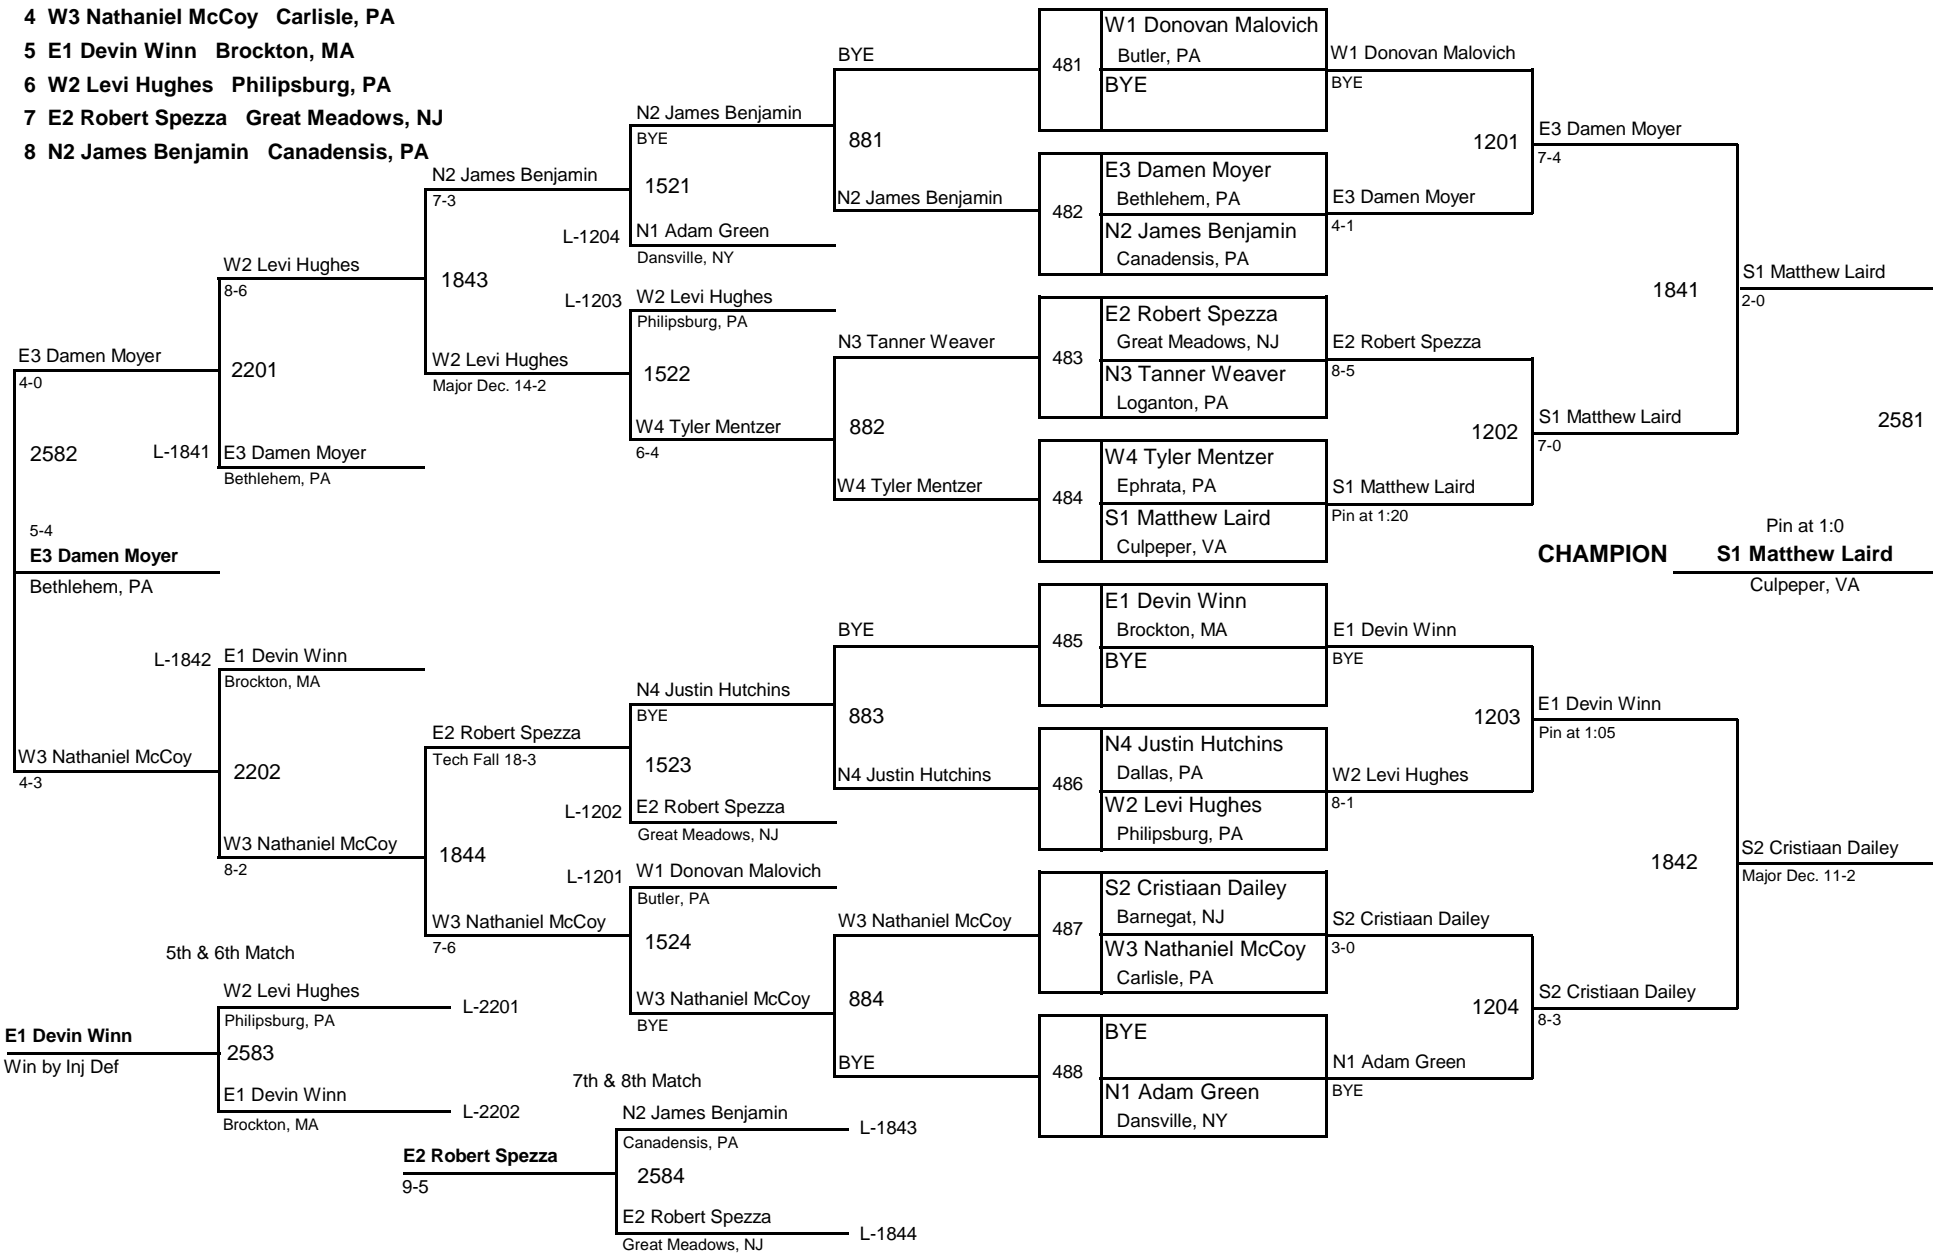 4 W3 Nathaniel McCoy Carlisle, PA
5 E1 Devin Winn Brockton, MA
6 W2 Levi Hughes Philipsburg, PA
7 E2 Robert Spezza Great Meadows, NJ
8 N2 James Benjamin Canadensis, PA
481
W1 Donovan Malovich
Butler, PA
BYE
482
E3 Damen Moyer
Bethlehem, PA
N2 James Benjamin
Canadensis, PA
483
E2 Robert Spezza
Great Meadows, NJ
N3 Tanner Weaver
Loganton, PA
484
W4 Tyler Mentzer
Ephrata, PA
S1 Matthew Laird
Culpeper, VA
485
E1 Devin Winn
Brockton, MA
BYE
486
N4 Justin Hutchins
Dallas, PA
W2 Levi Hughes
Philipsburg, PA
487
S2 Cristiaan Dailey
Barnegat, NJ
W3 Nathaniel McCoy
Carlisle, PA
488
BYE
N1 Adam Green
Dansville, NY
W1 Donovan Malovich
BYE
1201
E3 Damen Moyer
4-1
E2 Robert Spezza
8-5
1202
S1 Matthew Laird
Pin at 1:20
E1 Devin Winn
BYE
1203
W2 Levi Hughes
8-1
S2 Cristiaan Dailey
3-0
1204
N1 Adam Green
BYE
E3 Damen Moyer
7-4
1841
S1 Matthew Laird
7-0
E1 Devin Winn
Pin at 1:05
1842
S2 Cristiaan Dailey
8-3
S1 Matthew Laird
2-0
2581
S2 Cristiaan Dailey
Major Dec. 11-2
Pin at 1:0
CHAMPION S1 Matthew Laird
Culpeper, VA
BYE
881
N2 James Benjamin
N3 Tanner Weaver
882
W4 Tyler Mentzer
BYE
883
N4 Justin Hutchins
W3 Nathaniel McCoy
884
BYE
N2 James Benjamin
BYE
1521
L-1204 N1 Adam Green
Dansville, NY
L-1203 W2 Levi Hughes
Philipsburg, PA
1522
W4 Tyler Mentzer
6-4
N4 Justin Hutchins
BYE
1523
L-1202 E2 Robert Spezza
Great Meadows, NJ
L-1201 W1 Donovan Malovich
Butler, PA
1524
W3 Nathaniel McCoy
BYE
N2 James Benjamin
7-3
1843
W2 Levi Hughes
Major Dec. 14-2
E2 Robert Spezza
Tech Fall 18-3
1844
W3 Nathaniel McCoy
7-6
W2 Levi Hughes
8-6
2201
L-1841 E3 Damen Moyer
Bethlehem, PA
L-1842 E1 Devin Winn
Brockton, MA
2202
W3 Nathaniel McCoy
8-2
E3 Damen Moyer
4-0
2582
5-4
E3 Damen Moyer
Bethlehem, PA
W3 Nathaniel McCoy
4-3
5th & 6th Match
W2 Levi Hughes L-2201
Philipsburg, PA
E1 Devin Winn
Win by Inj Def
2583
E1 Devin Winn L-2202
Brockton, MA
7th & 8th Match
N2 James Benjamin L-1843
Canadensis, PA
E2 Robert Spezza
9-5
2584
E2 Robert Spezza L-1844
Great Meadows, NJ